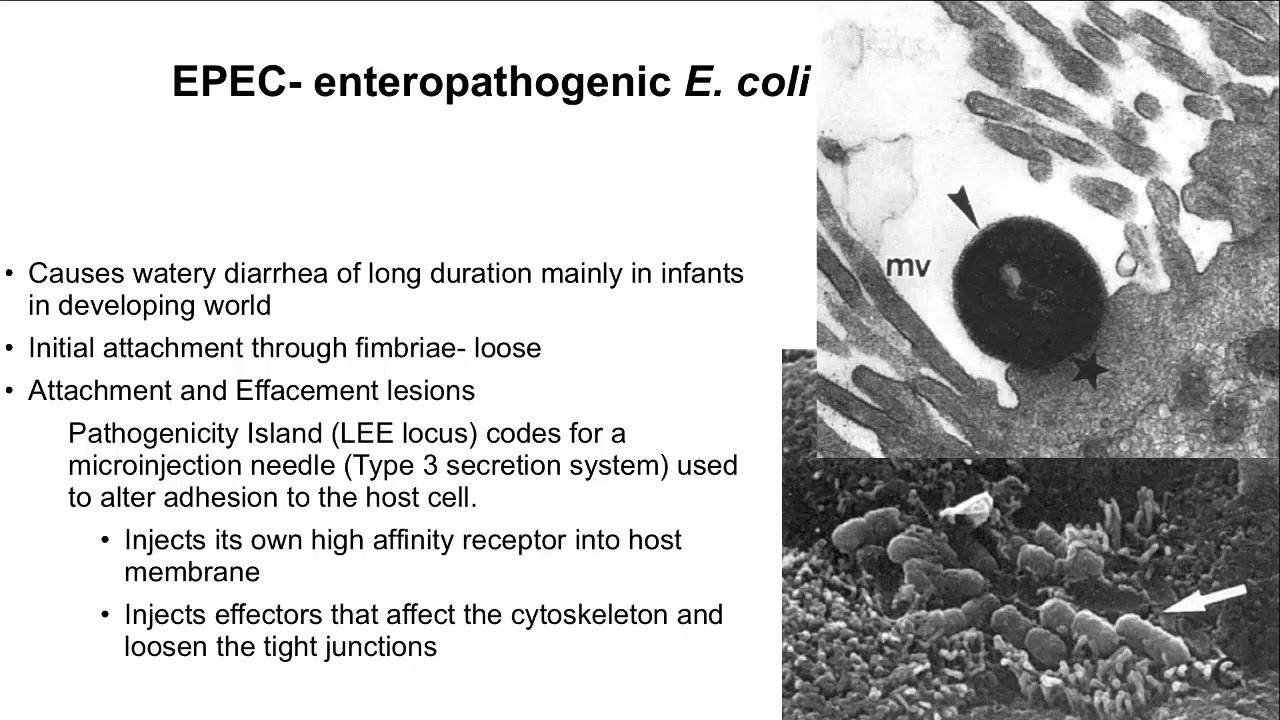 EPEC- enteropathogenic E. coli
mv
• Causes watery diarrhea of long duration mainly in infants
in developing world
• Initial attachment through fimbriae- loose
• Attachment and Effacement lesions
Pathogenicity Island (LEE locus) codes for a
microinjection needle (Type 3 secretion system) used
to alter adhesion to the host cell.
• Injects its own high affinity receptor into host
membrane
• Injects effectors that affect the cytoskeleton and
loosen the tight junctions